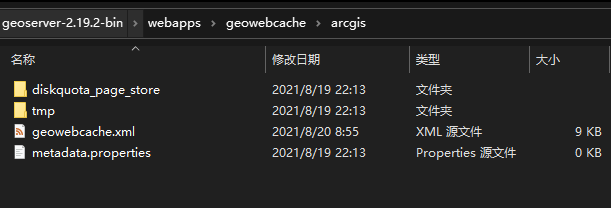 geoserver-2.19.2-bin › webapps › geowebcache › arcgis
名称 修改日期 类型 大小
diskquota_page_store 2021/8/19 22:13 文件夹
tmp 2021/8/19 22:13 文件夹
geowebcache.xml 2021/8/20 8:55 XML 源文件 9 KB
metadata.properties 2021/8/19 22:13 Properties 源文件 0 KB